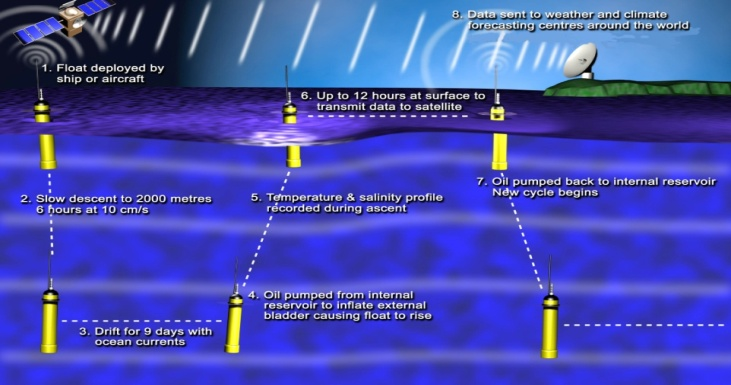 1. Float deployed by
ship or aircraft
2. Slow descent to 2000 metres
6 hours at 10 cm/s
3. Drift for 9 days with
ocean currents
4. Oil pumped from internal
reservoir to inflate external
bladder causing float to rise
5. Temperature & salinity profile
recorded during ascent
6. Up to 12 hours at surface to
transmit data to satellite
7. Oil pumped back to internal reservoir
New cycle begins
8. Data sent to weather and climate
forecasting centres around the world